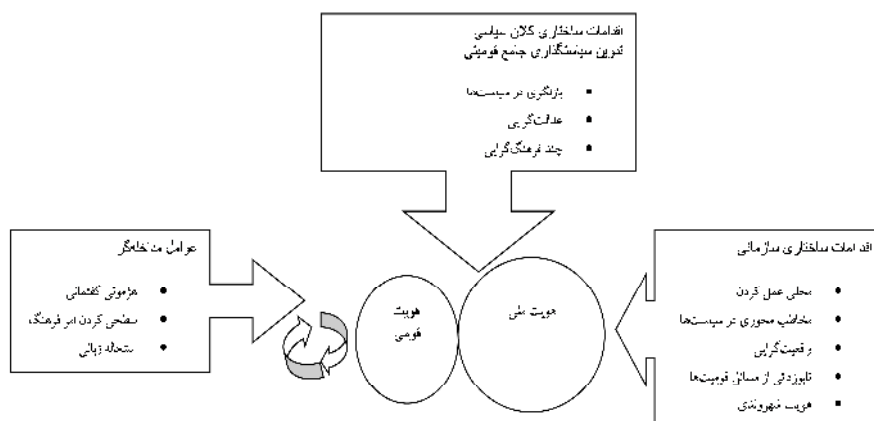 اقدامات ساختاری کلان سیاسی
تدوین سیاستگذاری جامع قومیتی
بازنگری در سیاست‌ها
عدالت‌گرایی
چند فرهنگ‌گرایی
عوامل مداخله‌گر
هژمونی گفتمانی
سطحی کردن امر فرهنگ
استحاله زبانی
هویت قومی
هویت ملی
اقدامات ساختاری سازمانی
محلی عمل کردن
مخاطب محوری در سیاست‌ها
واقعیت‌گرایی
تابوزدائی از مسائل قومیت‌ها
هویت شهروندی